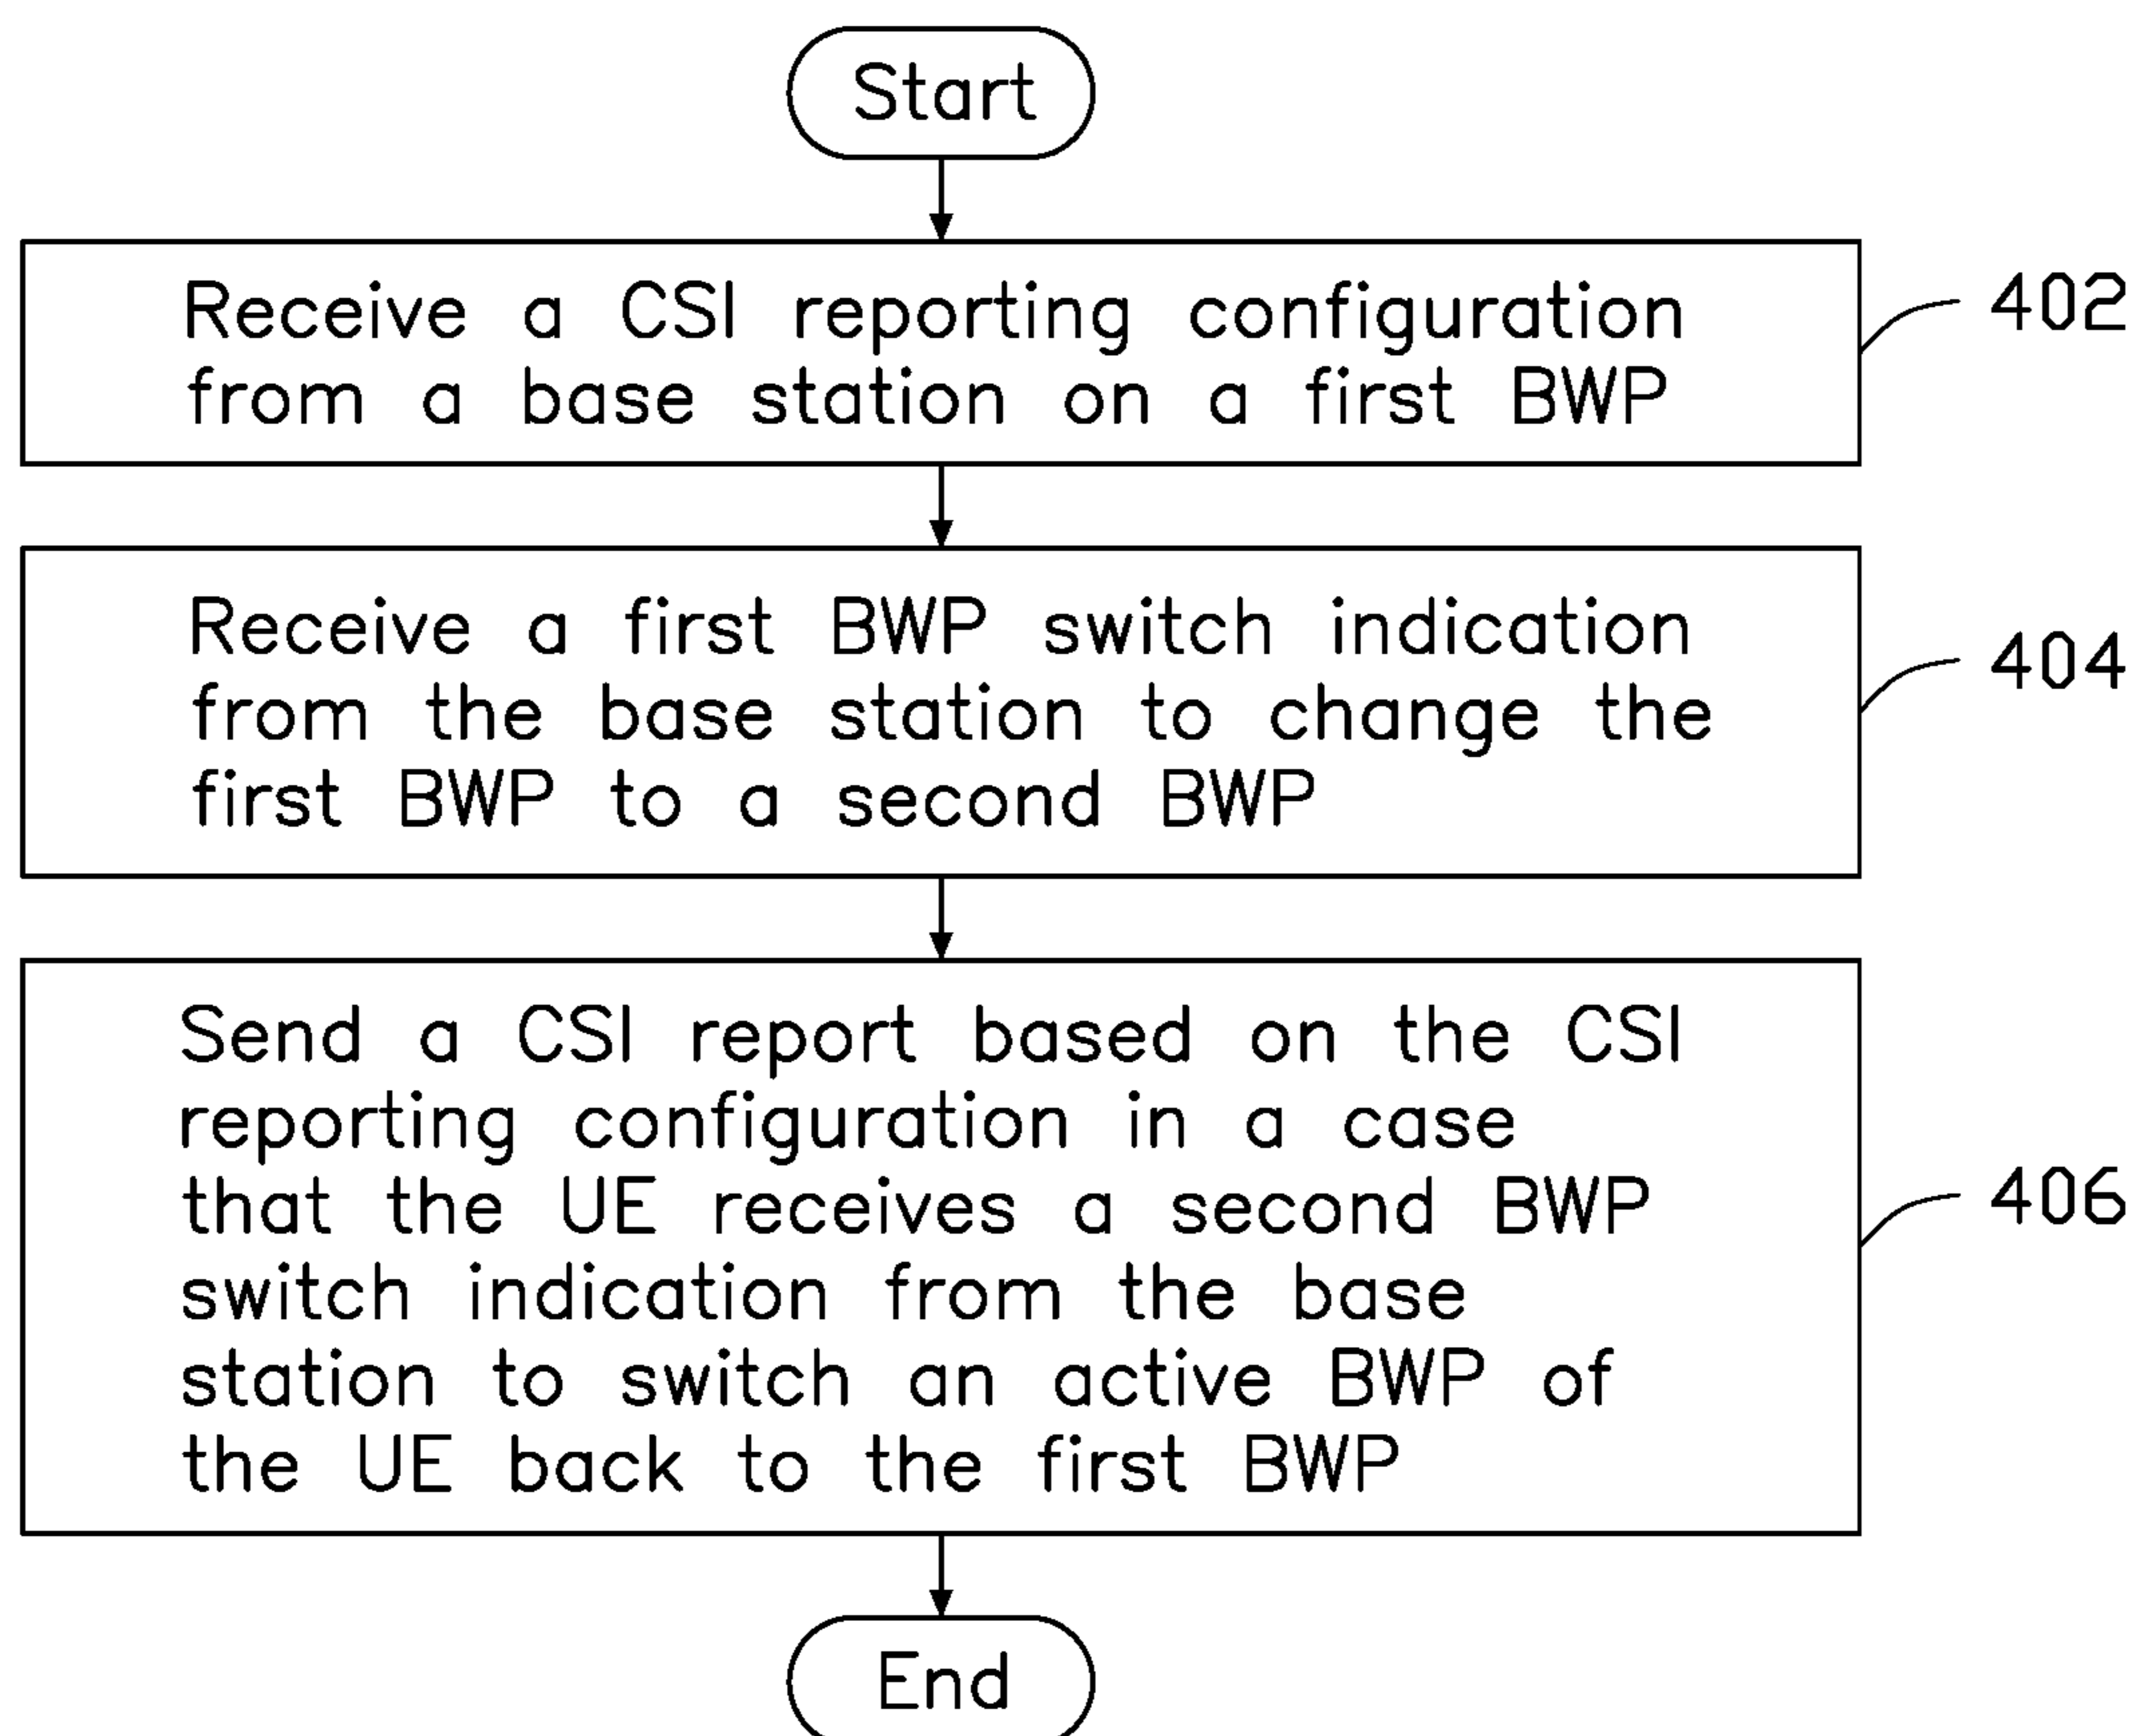 Start
Receive a CSI reporting configuration
from a base station on a first BWP
402
Receive a first BWP switch indication
from the base station to change the
first BWP to a second BWP
404
Send a CSI report based on the CSI
reporting configuration in a case
that the UE receives a second BWP
switch indication from the base
station to switch an active BWP of
the UE back to the first BWP
406
End